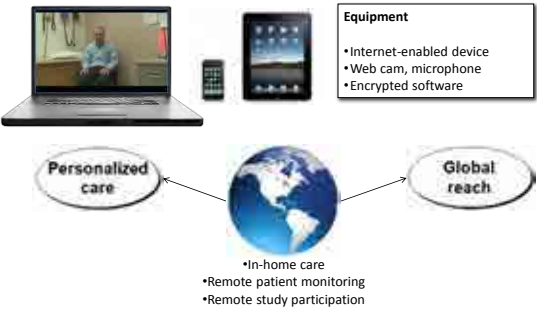 Equipment
•Internet-enabled device
•Web cam, microphone
•Encrypted software
Personalized
care
Global
reach
•In-home care
•Remote patient monitoring
•Remote study participation